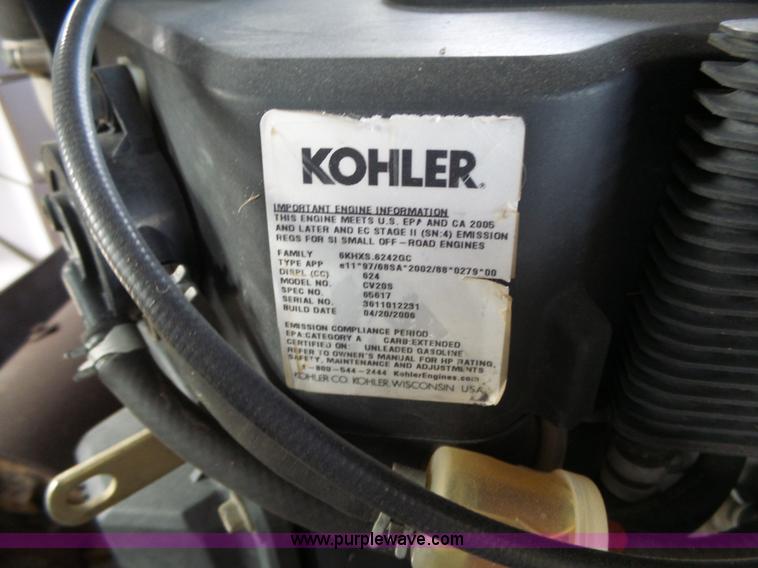 KOHLER®
IMPORTANT ENGINE INFORMATION
THIS ENGINE MEETS U.S. EPA AND CA 2005
AND LATER AND EC STAGE II (SN:4) EMISSION
REGS FOR SI SMALL OFF-ROAD ENGINES
FAMILY 6KHXS.6242GC
TYPE APP e11*97/68SA*2002/88*0279*00
DISPL (CC) 624
MODEL NO. CV20S
SPEC NO. 65617
SERIAL NO. 3611012231
BUILD DATE 04/20/2006
EMISSION COMPLIANCE PERIOD
EPA:CATEGORY A CARB:EXTENDED
CERTIFIED ON: UNLEADED GASOLINE
REFER TO OWNER'S MANUAL FOR HP RATING,
SAFETY, MAINTENANCE AND ADJUSTMENTS
1-800-544-2444 KohlerEngines.com
KOHLER CO. KOHLER, WISCONSIN USA
www.purplewave.com